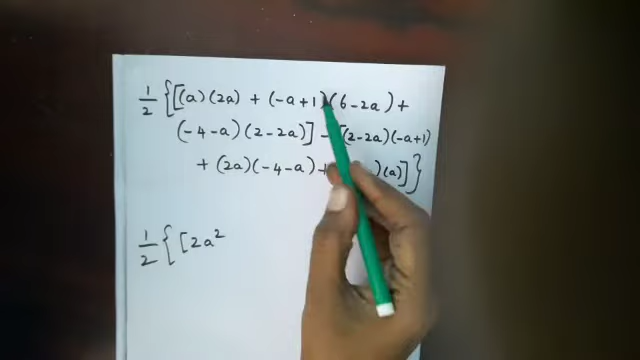 1/2 {[(a)(2a) + (-a+1)(6-2a) +
(-4-a)(2-2a)] - [(2-2a)(-a+1)
+ (2a)(-4-a) + )(a)]}
1/2 {[2a²